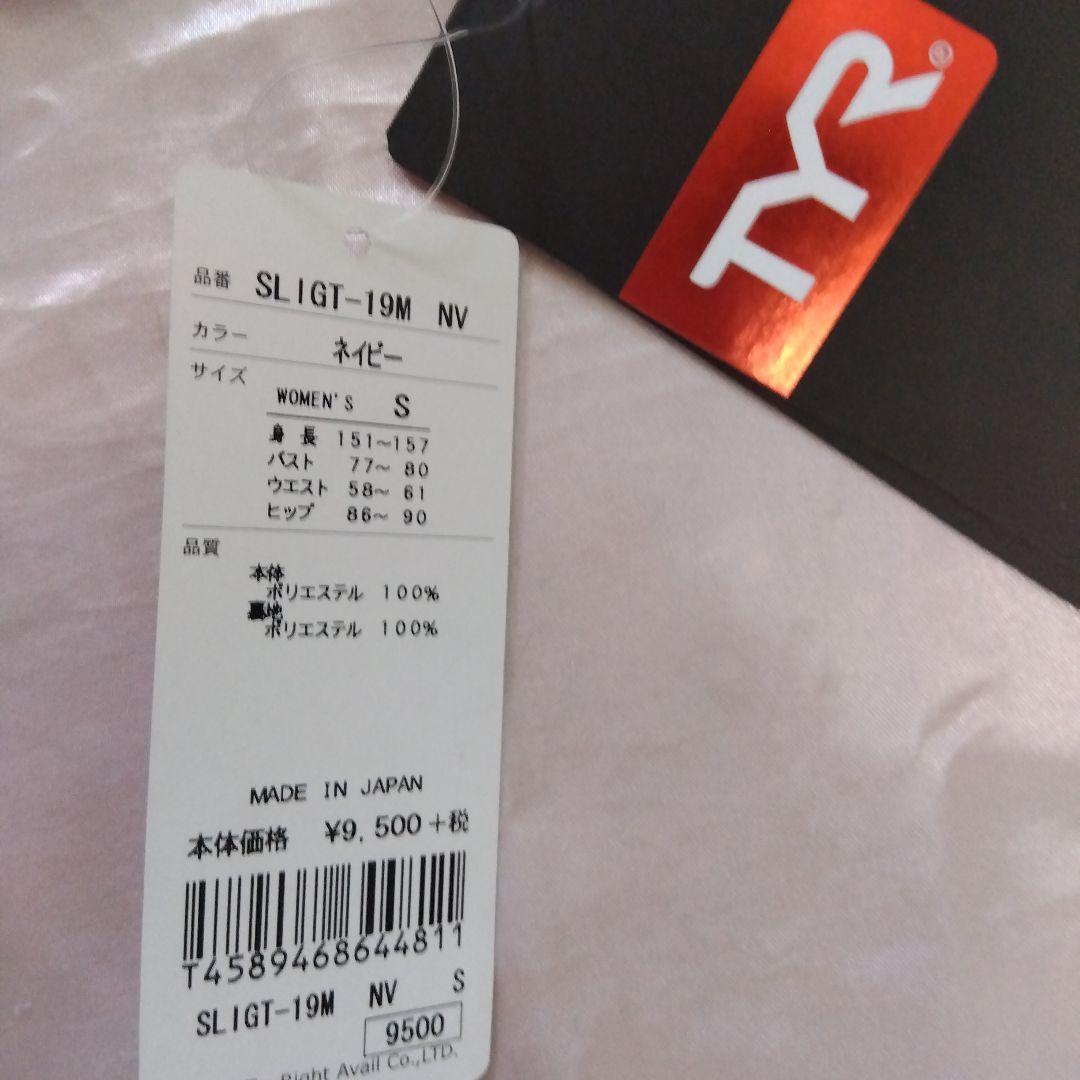 TYR®
品番 SLIGT-19M NV
カラー ネイビー
サイズ
WOMEN'S S
身長 151~157
バスト 77~ 80
ウエスト 58~ 61
ヒップ 86~ 90
品質
本体
ポリエステル 100%
裏地
ポリエステル 100%
MADE IN JAPAN
本体価格 ¥9,500+税
T4589468644811
SLIGT-19M NV S
9500
Right Avail Co.,LTD.